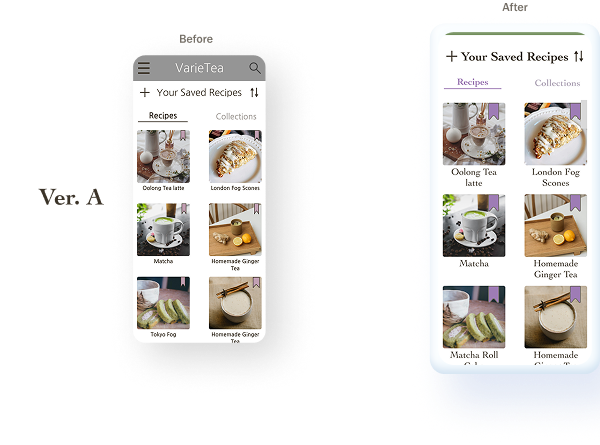 After
Before
VarieTea
Your Saved Recipes
Recipes
Collections
Oolong Tea latte
London Fog Scones
Matcha
Homemade Ginger
Tea
Tokyo Fog
Homemade Ginger
Tea
Ver. A
Your Saved Recipes
Recipes
Collections
Oolong Tea
latte
London Fog
Scones
Matcha
Homemade
Ginger Tea
Matcha Roll
Homemade
Ginger Tea